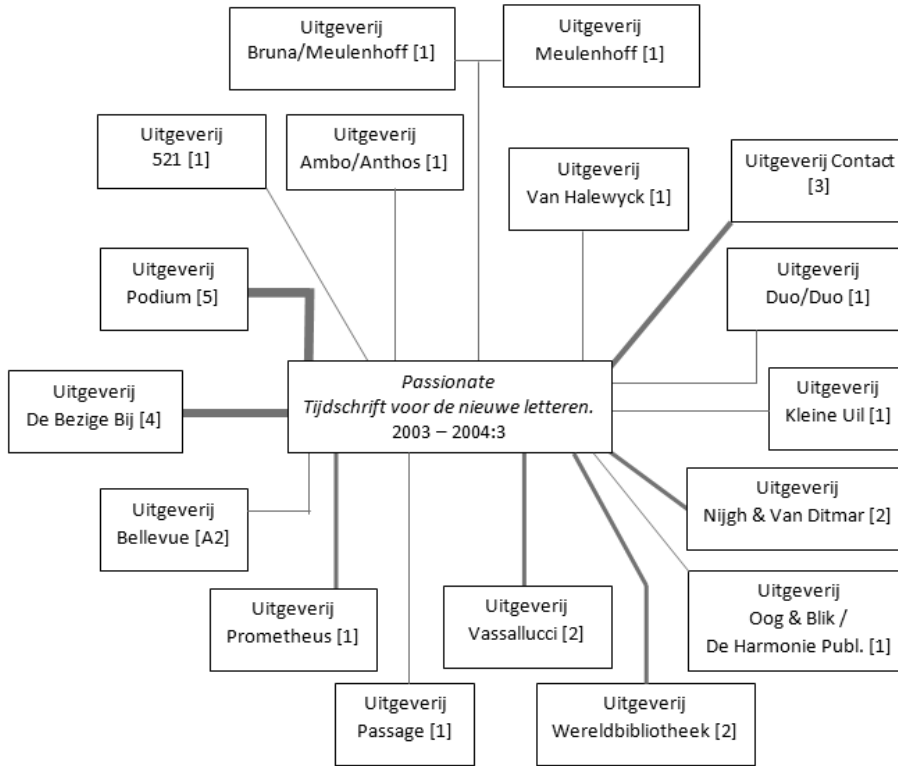 Uitgeverij
Bruna/Meulenhoff [1]
Uitgeverij
Meulenhoff [1]
Uitgeverij
521 [1]
Uitgeverij
Ambo/Anthos [1]
Uitgeverij
Van Halewyck [1]
Uitgeverij Contact
[3]
Uitgeverij
Podium [5]
Uitgeverij
Duo/Duo [1]
Passionate
Tijdschrift voor de nieuwe letteren.
2003 – 2004:3
Uitgeverij
De Bezige Bij [4]
Uitgeverij
Kleine Uil [1]
Uitgeverij
Bellevue [A2]
Uitgeverij
Nijgh & Van Ditmar [2]
Uitgeverij
Prometheus [1]
Uitgeverij
Vassallucci [2]
Uitgeverij
Oog & Blik /
De Harmonie Publ. [1]
Uitgeverij
Passage [1]
Uitgeverij
Wereldbibliotheek [2]